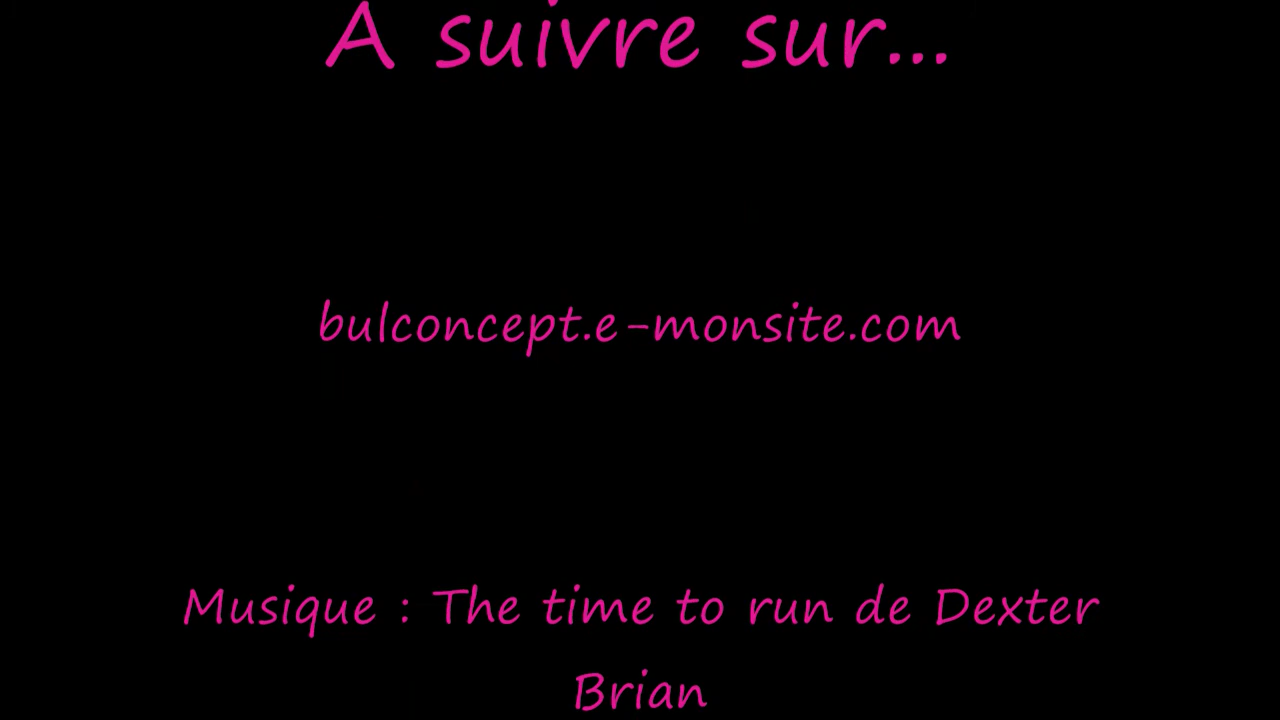 A suivre sur...
bulconcept.e-monsite.com
Musique : The time to run de Dexter
Brian